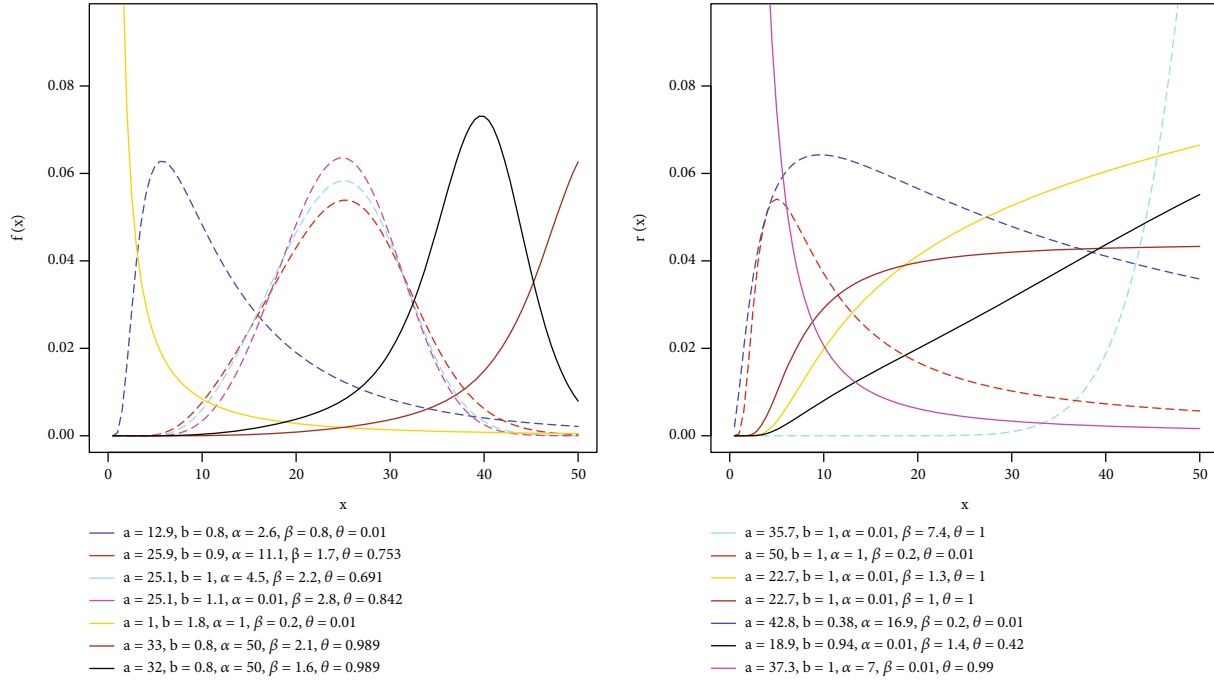 f (x)
0.08
0.06
0.04
0.02
0.00
0 10 20 30 40 50
x
a = 12.9, b = 0.8, α = 2.6, β = 0.8, θ = 0.01
a = 25.9, b = 0.9, α = 11.1, β = 1.7, θ = 0.753
a = 25.1, b = 1, α = 4.5, β = 2.2, θ = 0.691
a = 25.1, b = 1.1, α = 0.01, β = 2.8, θ = 0.842
a = 1, b = 1.8, α = 1, β = 0.2, θ = 0.01
a = 33, b = 0.8, α = 50, β = 2.1, θ = 0.989
a = 32, b = 0.8, α = 50, β = 1.6, θ = 0.989
r (x)
0.08
0.06
0.04
0.02
0.00
0 10 20 30 40 50
x
a = 35.7, b = 1, α = 0.01, β = 7.4, θ = 1
a = 50, b = 1, α = 1, β = 0.2, θ = 0.01
a = 22.7, b = 1, α = 0.01, β = 1.3, θ = 1
a = 22.7, b = 1, α = 0.01, β = 1, θ = 1
a = 42.8, b = 0.38, α = 16.9, β = 0.2, θ = 0.01
a = 18.9, b = 0.94, α = 0.01, β = 1.4, θ = 0.42
a = 37.3, b = 1, α = 7, β = 0.01, θ = 0.99